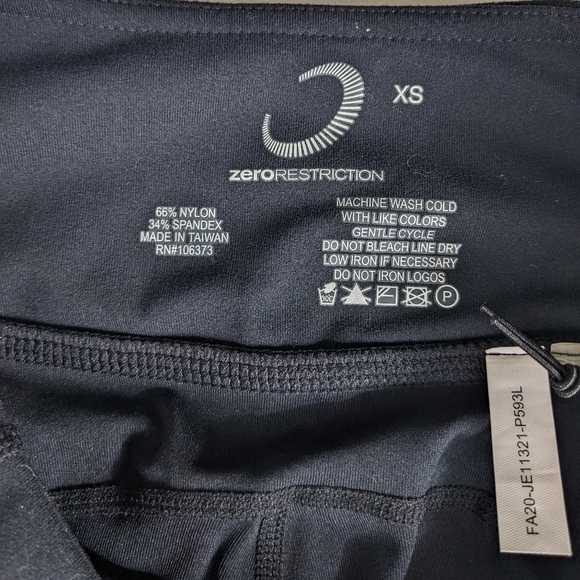 XS
zeroRESTRICTION
66% NYLON
34% SPANDEX
MADE IN TAIWAN
RN#106373
MACHINE WASH COLD
WITH LIKE COLORS
GENTLE CYCLE
DO NOT BLEACH LINE DRY
LOW IRON IF NECESSARY
DO NOT IRON LOGOS
30C
P
FA20-JE11321-P593L